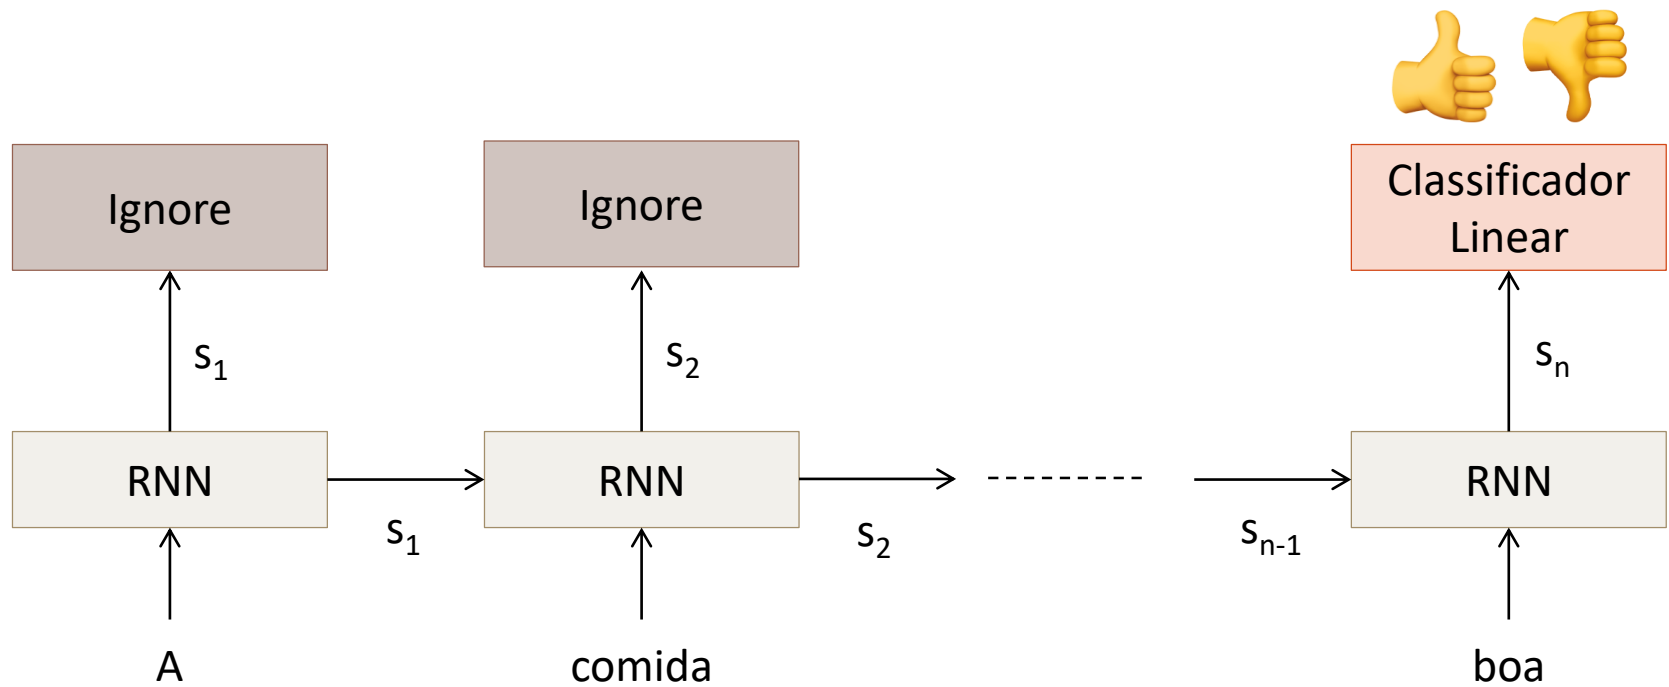 Ignore
Ignore
Classificador
Linear
s1
s2
sn
RNN
RNN
RNN
s1
s2
sn-1
A
comida
boa